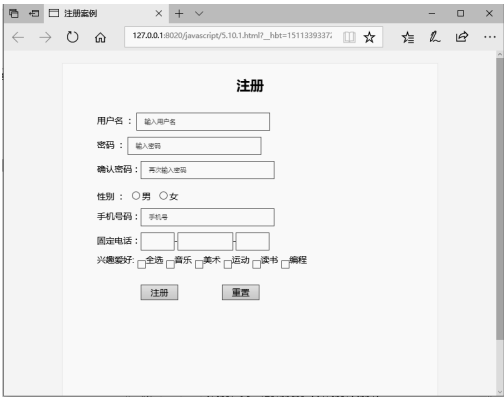 注册案例
127.0.0.1:8020/javascript/5.10.1.html?__hbt=1511339337
注册
用户名 : 输入用户名
密码 : 输入密码
确认密码 : 再次输入密码
性别 : 男 女
手机号码 : 手机号
固定电话 : - -
兴趣爱好: 全选 音乐 美术 运动 读书 编程
注册 重置